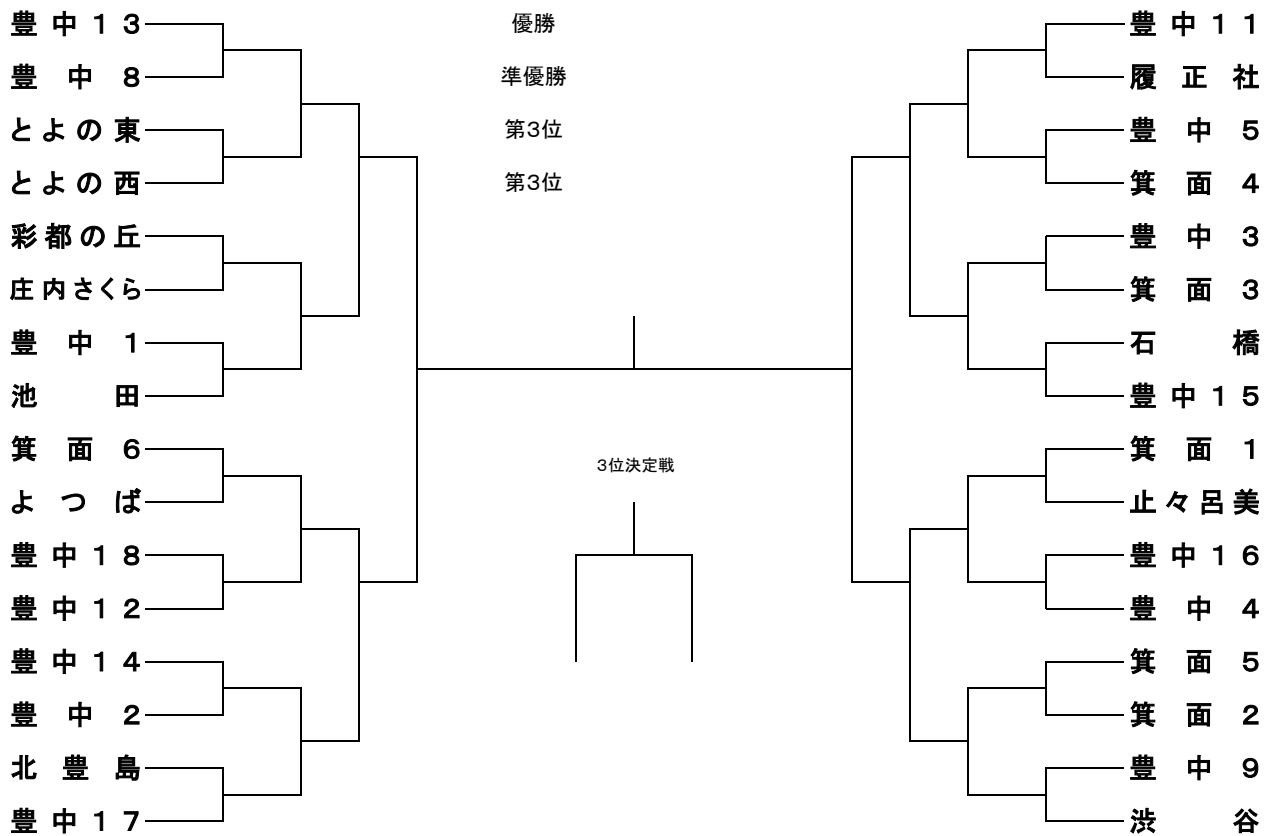 豊中13
豊中8
とよの東
とよの西
彩都の丘
庄内さくら
豊中1
池田
箕面6
よつば
豊中18
豊中12
豊中14
豊中2
北豊島
豊中17
優勝
準優勝
第3位
第3位
3位決定戦
豊中11
履正社
豊中5
箕面4
豊中3
箕面3
石橋
豊中15
箕面1
止々呂美
豊中16
豊中4
箕面5
箕面2
豊中9
渋谷